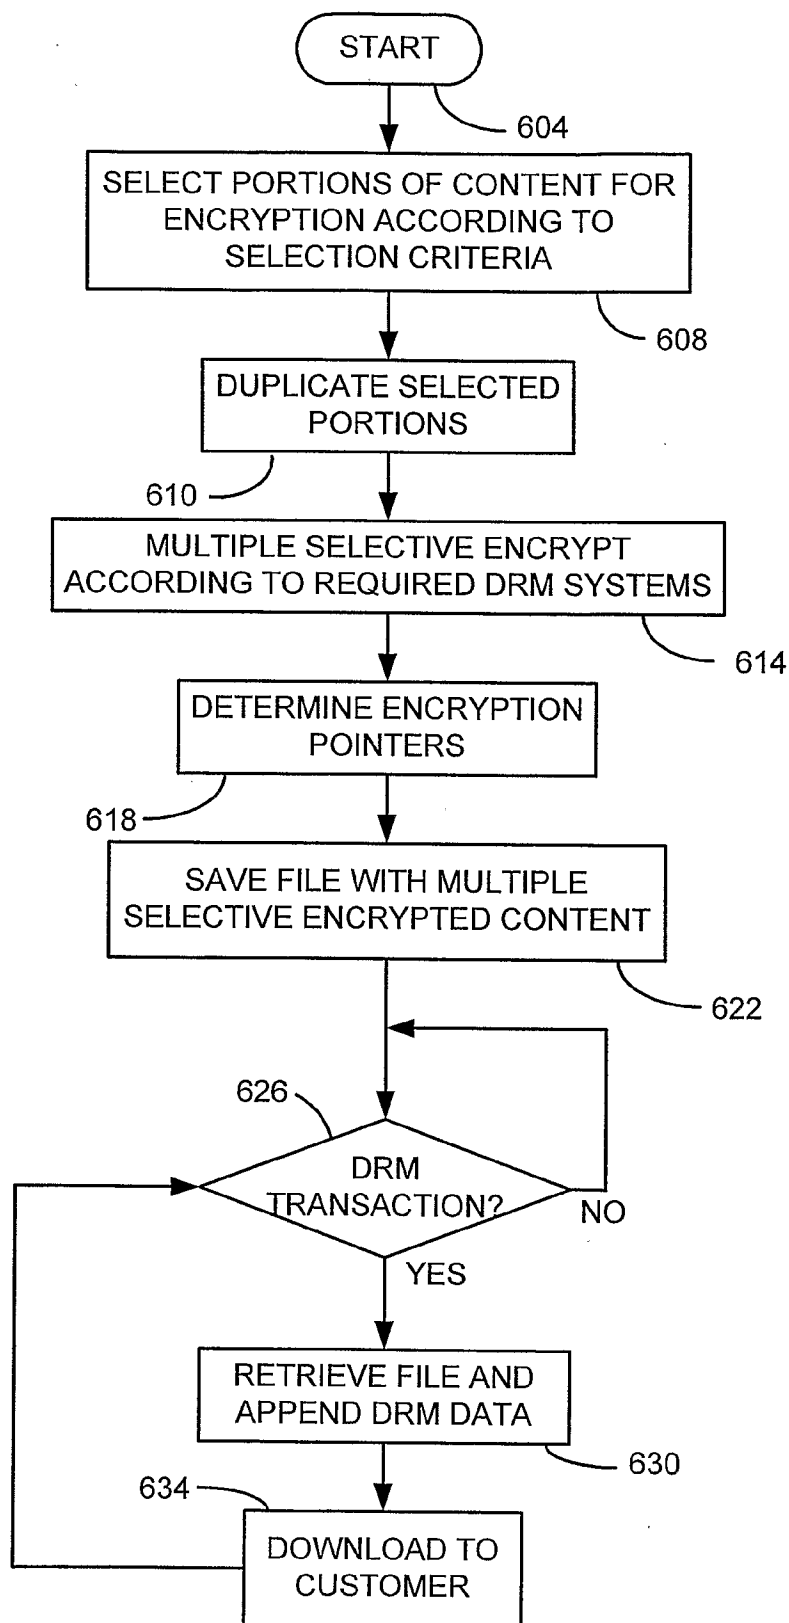 START
604
SELECT PORTIONS OF CONTENT FOR
ENCRYPTION ACCORDING TO
SELECTION CRITERIA
608
DUPLICATE SELECTED
PORTIONS
610
MULTIPLE SELECTIVE ENCRYPT
ACCORDING TO REQUIRED DRM SYSTEMS
614
DETERMINE ENCRYPTION
POINTERS
618
SAVE FILE WITH MULTIPLE
SELECTIVE ENCRYPTED CONTENT
622
626
DRM
TRANSACTION?
NO
YES
RETRIEVE FILE AND
APPEND DRM DATA
630
634
DOWNLOAD TO
CUSTOMER